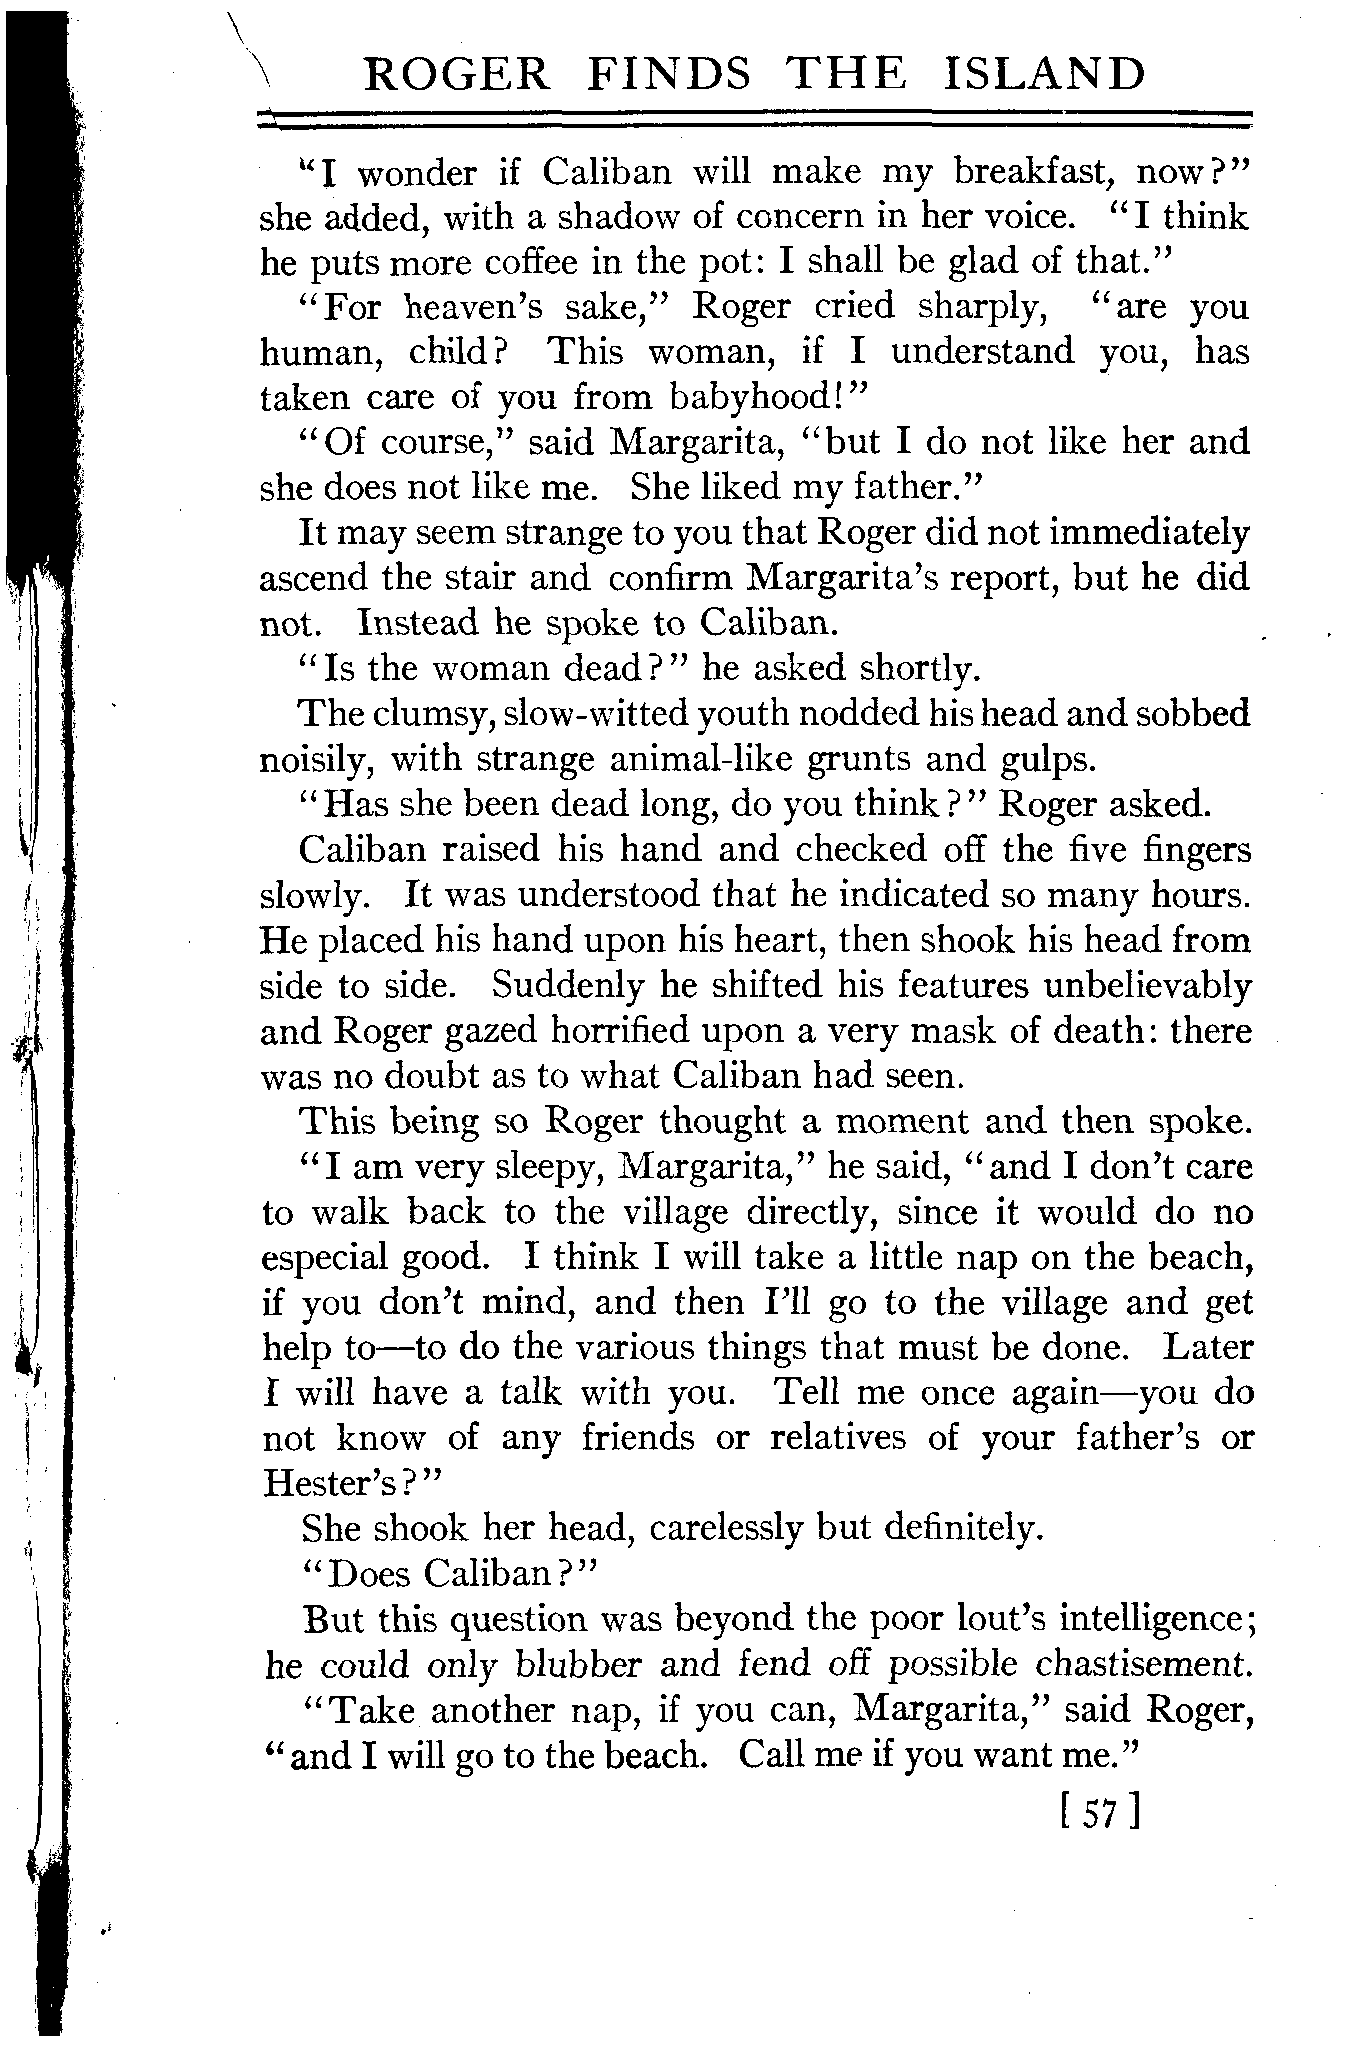 ROGER FINDS THE ISLAND
"I wonder if Caliban will make my breakfast, now?"
she added, with a shadow of concern in her voice. "I think
he puts more coffee in the pot: I shall be glad of that."
"For heaven's sake," Roger cried sharply, "are you
human, child? This woman, if I understand you, has
taken care of you from babyhood!"
"Of course," said Margarita, "but I do not like her and
she does not like me. She liked my father."
It may seem strange to you that Roger did not immediately
ascend the stair and confirm Margarita's report, but he did
not. Instead he spoke to Caliban.
"Is the woman dead?" he asked shortly.
The clumsy, slow-witted youth nodded his head and sobbed
noisily, with strange animal-like grunts and gulps.
"Has she been dead long, do you think?" Roger asked.
Caliban raised his hand and checked off the five fingers
slowly. It was understood that he indicated so many hours.
He placed his hand upon his heart, then shook his head from
side to side. Suddenly he shifted his features unbelievably
and Roger gazed horrified upon a very mask of death: there
was no doubt as to what Caliban had seen.
This being so Roger thought a moment and then spoke.
"I am very sleepy, Margarita," he said, "and I don't care
to walk back to the village directly, since it would do no
especial good. I think I will take a little nap on the beach,
if you don't mind, and then I'll go to the village and get
help to—to do the various things that must be done. Later
I will have a talk with you. Tell me once again—you do
not know of any friends or relatives of your father's or
Hester's?"
She shook her head, carelessly but definitely.
"Does Caliban?"
But this question was beyond the poor lout's intelligence;
he could only blubber and fend off possible chastisement.
"Take another nap, if you can, Margarita," said Roger,
"and I will go to the beach. Call me if you want me."
[ 57 ]